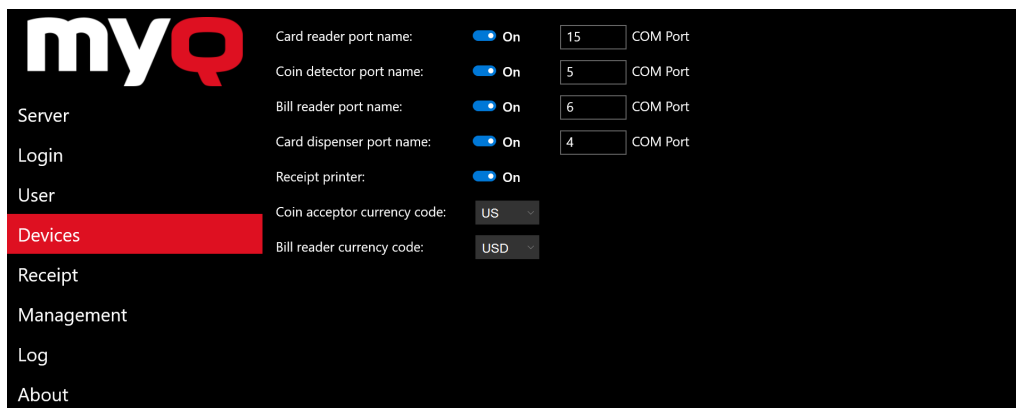 myQ
Server
Login
User
Devices
Receipt
Management
Log
About
Card reader port name: On 15 COM Port
Coin detector port name: On 5 COM Port
Bill reader port name: On 6 COM Port
Card dispenser port name: On 4 COM Port
Receipt printer: On
Coin acceptor currency code: US
Bill reader currency code: USD